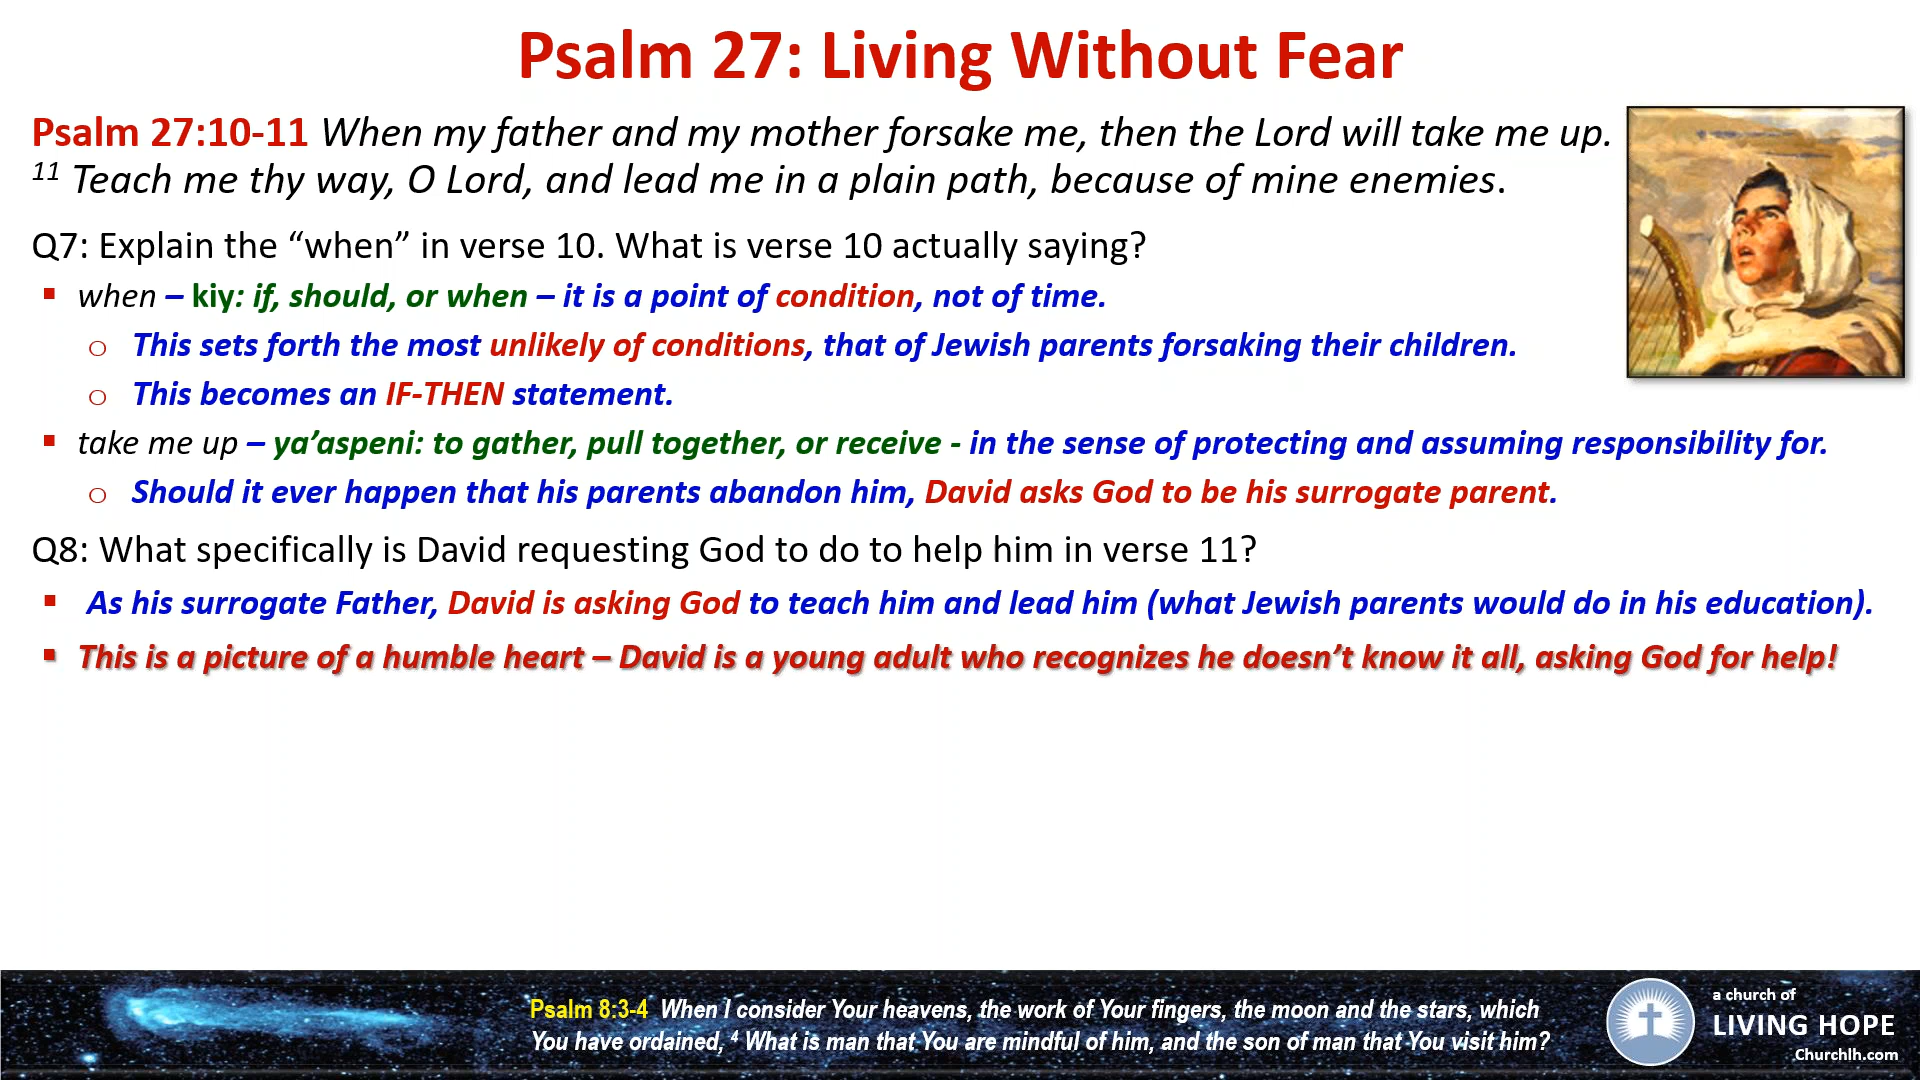 Psalm 27: Living Without Fear
Psalm 27:10-11 When my father and my mother forsake me, then the Lord will take me up.
11 Teach me thy way, O Lord, and lead me in a plain path, because of mine enemies.
Q7: Explain the “when” in verse 10. What is verse 10 actually saying?
▪ when – kiy: if, should, or when – it is a point of condition, not of time.
o This sets forth the most unlikely of conditions, that of Jewish parents forsaking their children.
o This becomes an IF-THEN statement.
▪ take me up – ya’aspeni: to gather, pull together, or receive - in the sense of protecting and assuming responsibility for.
o Should it ever happen that his parents abandon him, David asks God to be his surrogate parent.
Q8: What specifically is David requesting God to do to help him in verse 11?
▪ As his surrogate Father, David is asking God to teach him and lead him (what Jewish parents would do in his education).
▪ This is a picture of a humble heart – David is a young adult who recognizes he doesn’t know it all, asking God for help!
Psalm 8:3-4 When I consider Your heavens, the work of Your fingers, the moon and the stars, which
You have ordained, 4 What is man that You are mindful of him, and the son of man that You visit him?
a church of
LIVING HOPE
Churchlh.com